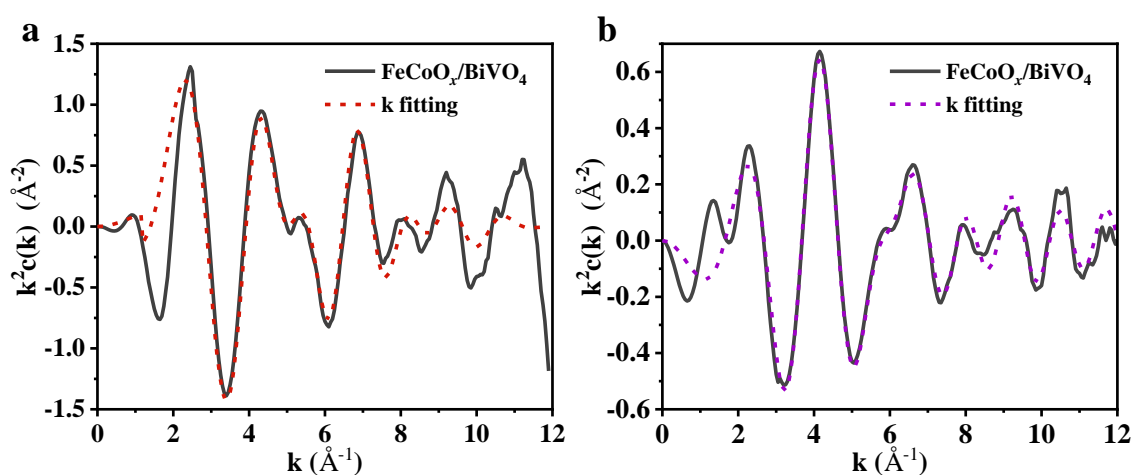 a
1.5
1.0
0.5
0.0
-0.5
-1.0
-1.5
k²c(k) (Å⁻²)
0 2 4 6 8 10 12
k (Å⁻¹)
FeCoOₓ/BiVO₄
k fitting
b
0.6
0.4
0.2
0.0
-0.2
-0.4
-0.6
k²c(k) (Å⁻²)
0 2 4 6 8 10 12
k (Å⁻¹)
FeCoOₓ/BiVO₄
k fitting